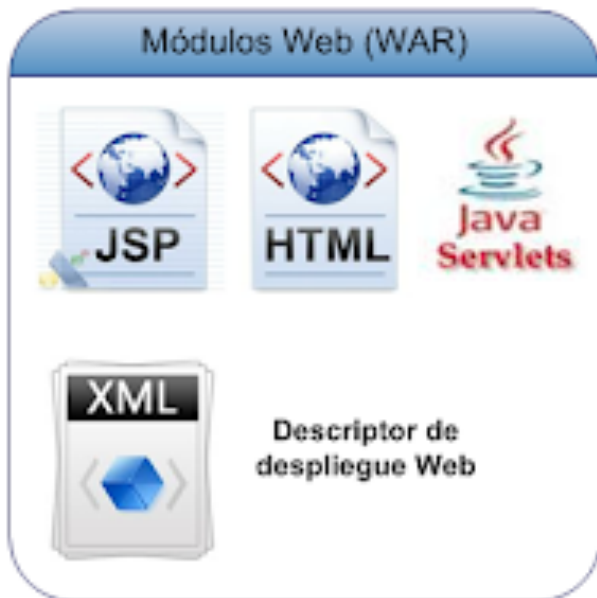 Módulos Web (WAR)
JSP
HTML
Java
Servlets
XML
Descriptor de
despliegue Web